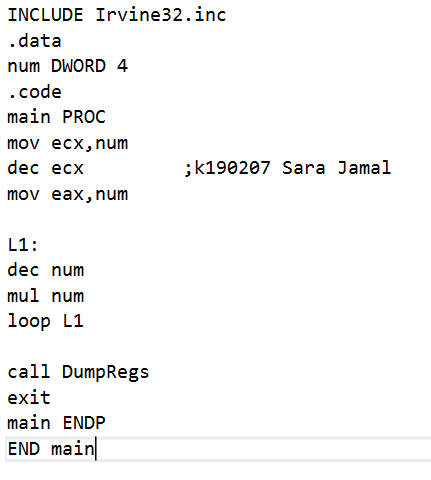 INCLUDE Irvine32.inc
.data
num DWORD 4
.code
main PROC
mov ecx,num
dec ecx ;k190207 Sara Jamal
mov eax,num
L1:
dec num
mul num
loop L1
call DumpRegs
exit
main ENDP
END main